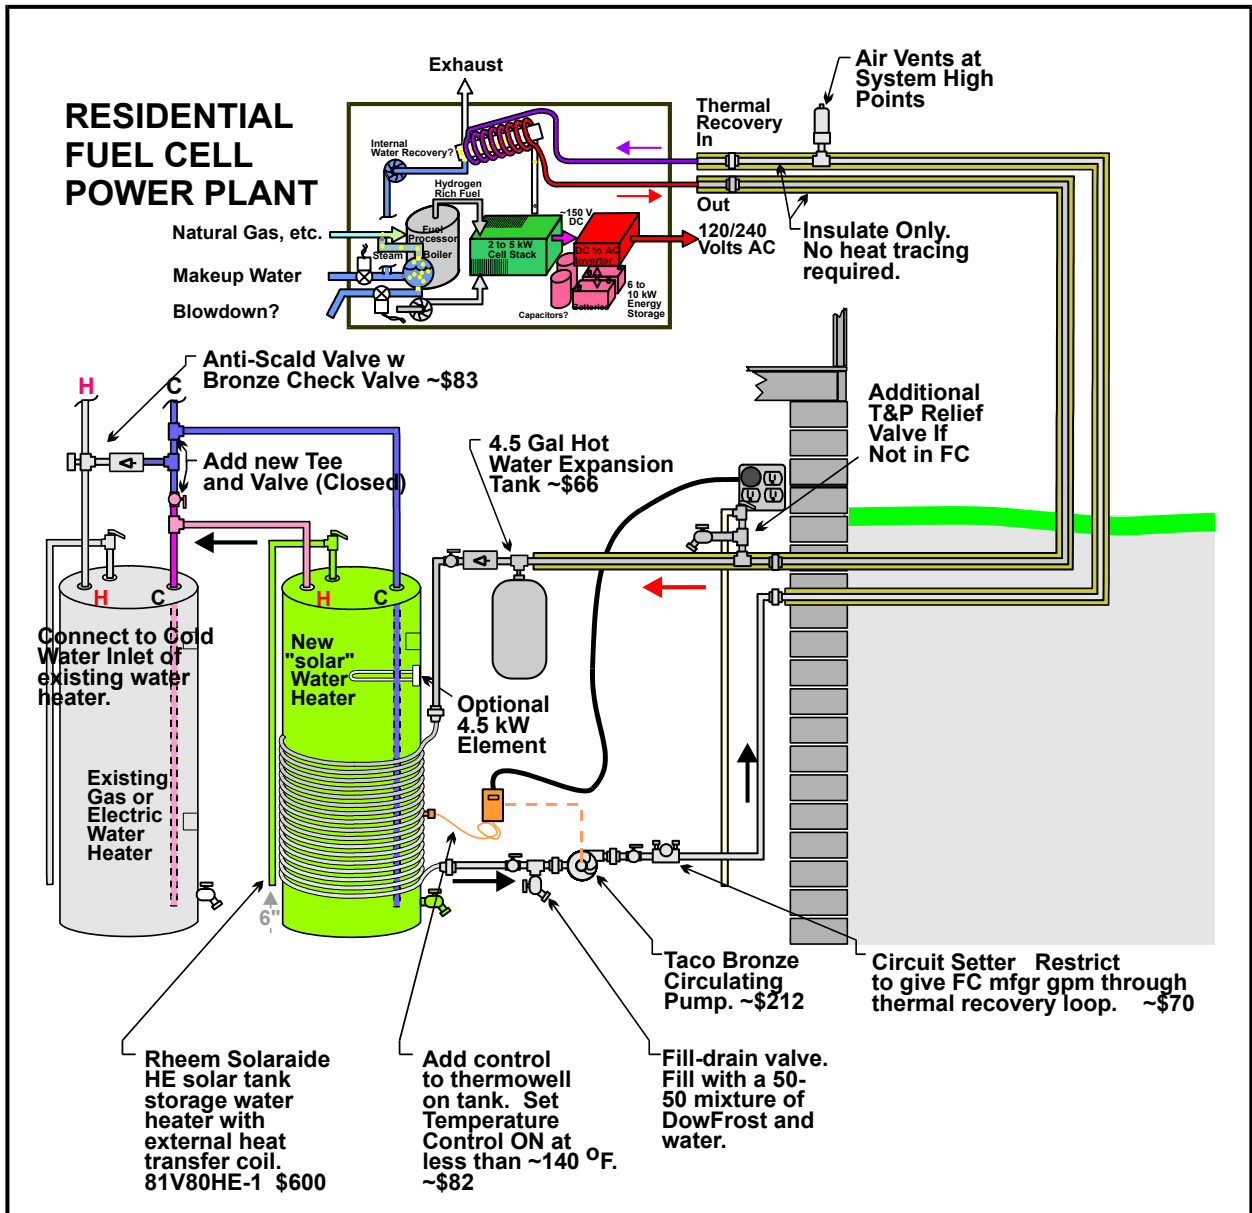 RESIDENTIAL
FUEL CELL
POWER PLANT
Exhaust
Internal
Water Recovery?
Hydrogen
Rich Fuel
Natural Gas, etc.
Fuel
Processor
Steam
Boiler
Makeup Water
Blowdown?
2 to 5 kW
Cell Stack
~150 V
DC
DC to AC
Inverter
Batteries
Capacitors?
6 to
10 kW
Energy
Storage
120/240
Volts AC
Thermal
Recovery
In
Out
Air Vents at
System High
Points
Insulate Only.
No heat tracing
required.
Anti-Scald Valve w
Bronze Check Valve ~$83
H
C
Add new Tee
and Valve (Closed)
4.5 Gal Hot
Water Expansion
Tank ~$66
Additional
T&P Relief
Valve If
Not in FC
H
C
H
C
Connect to Cold
Water Inlet of
existing water
heater.
New
"solar"
Water
Heater
Optional
4.5 kW
Element
Existing
Gas or
Electric
Water
Heater
6"
Taco Bronze
Circulating
Pump. ~$212
Circuit Setter Restrict
to give FC mfgr gpm through
thermal recovery loop. ~$70
Rheem Solaraide
HE solar tank
storage water
heater with
external heat
transfer coil.
81V80HE-1 $600
Add control
to thermowell
on tank. Set
Temperature
Control ON at
less than ~140 °F.
~$82
Fill-drain valve.
Fill with a 50-
50 mixture of
DowFrost and
water.